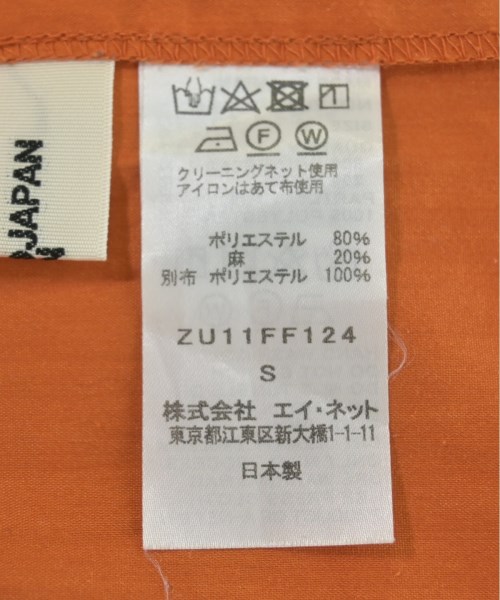 F W
クリーニングネット使用
アイロンはあて布使用
ポリエステル 80%
麻 20%
別布 ポリエステル 100%
ZU11FF124
S
株式会社 エイ・ネット
東京都江東区新大橋1-1-11
日本製
JAPAN